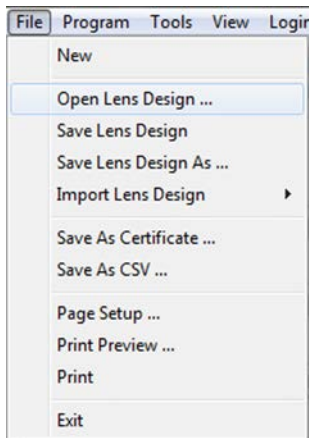 File Program Tools View Login
New
Open Lens Design ...
Save Lens Design
Save Lens Design As ...
Import Lens Design
Save As Certificate ...
Save As CSV ...
Page Setup ...
Print Preview ...
Print
Exit